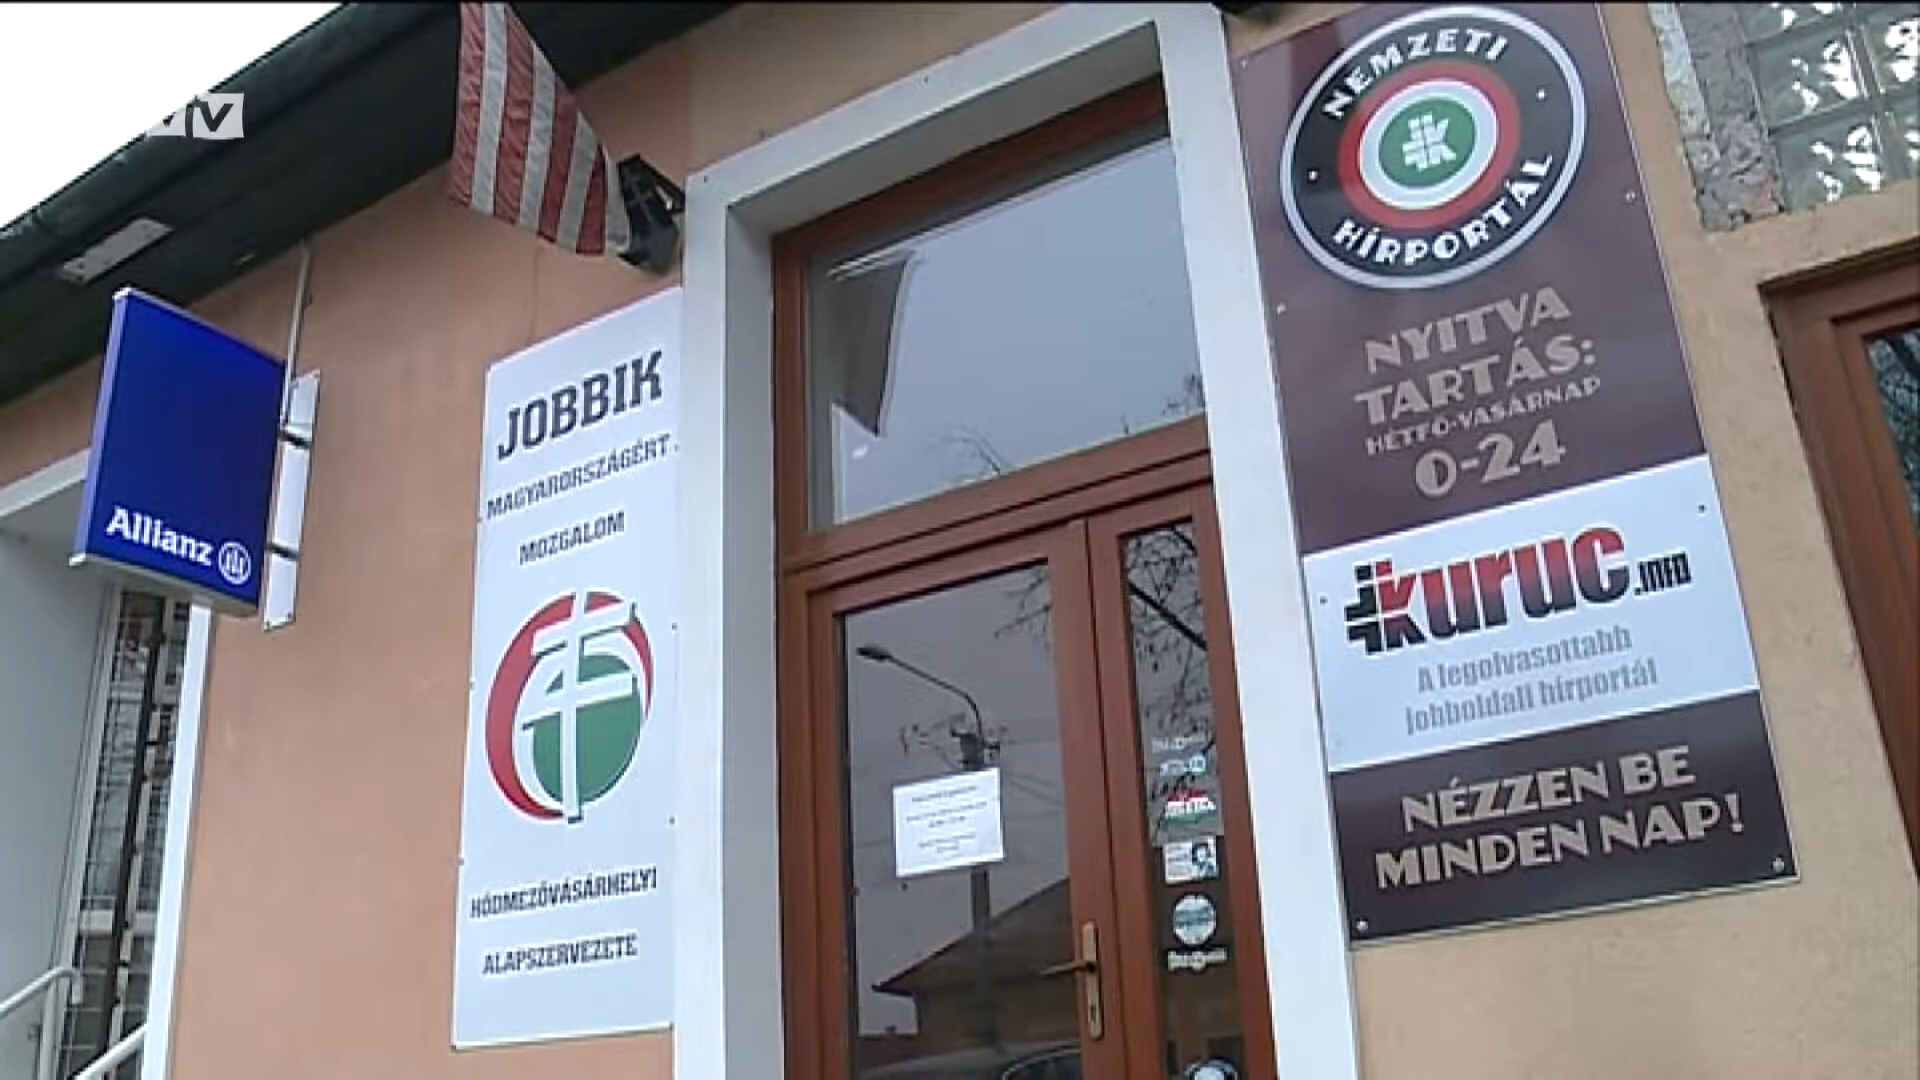 Allianz
JOBBIK
MAGYARORSZÁGÉRT
MOZGALOM
HÓDMEZŐVÁSÁRHELYI
ALAPSZERVEZETE
NEMZETI
HÍRPORTÁL
NYITVA
TARTÁS:
HÉTFŐ-VASÁRNAP
0-24
kuruc.info
A legolvasottabb
jobboldali hírportál
NÉZZEN BE
MINDEN NAP!